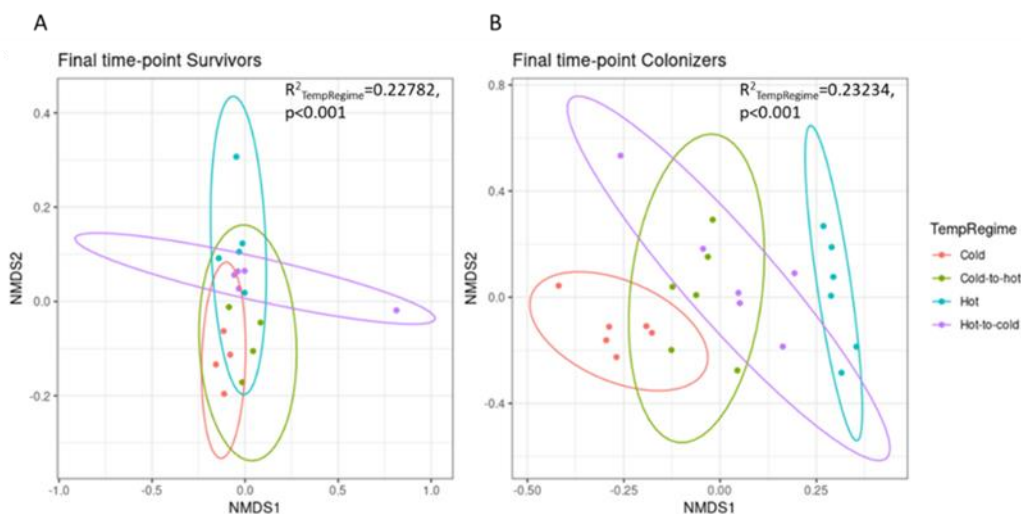 A
Final time-point Survivors
R²TempRegime=0.22782,
p<0.001
0.4
0.2
0.0
-0.2
NMDS2
-1.0 -0.5 0.0 0.5 1.0
NMDS1
B
Final time-point Colonizers
R²TempRegime=0.23234,
p<0.001
0.8
0.4
0.0
-0.4
NMDS2
-0.50 -0.25 0.00 0.25
NMDS1
TempRegime
Cold
Cold-to-hot
Hot
Hot-to-cold